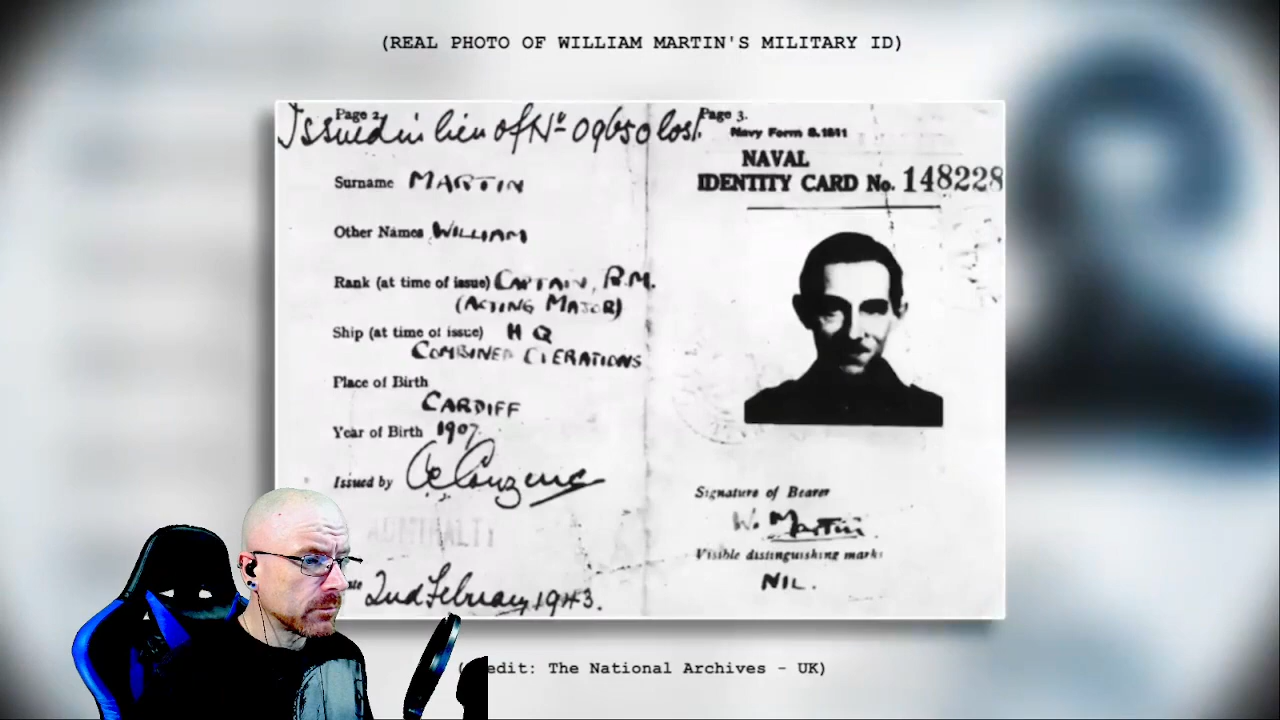 (REAL PHOTO OF WILLIAM MARTIN'S MILITARY ID)
Page 2.
Issued in lieu of Nº 09650 lost.
Surname MARTIN
Other Names WILLIAM
Rank (at time of issue) CAPTAIN, R.M.
(ACTING MAJOR)
Ship (at time of issue) H Q
COMBINED OPERATIONS
Place of Birth
CARDIFF
Year of Birth 1907
Issued by
ADMIRALTY
2nd February 1943.
Page 3.
Navy Form S.1511
NAVAL
IDENTITY CARD No. 148228
Signature of Bearer
W. Martin
Visible distinguishing marks
NIL.
edit: The National Archives - UK)